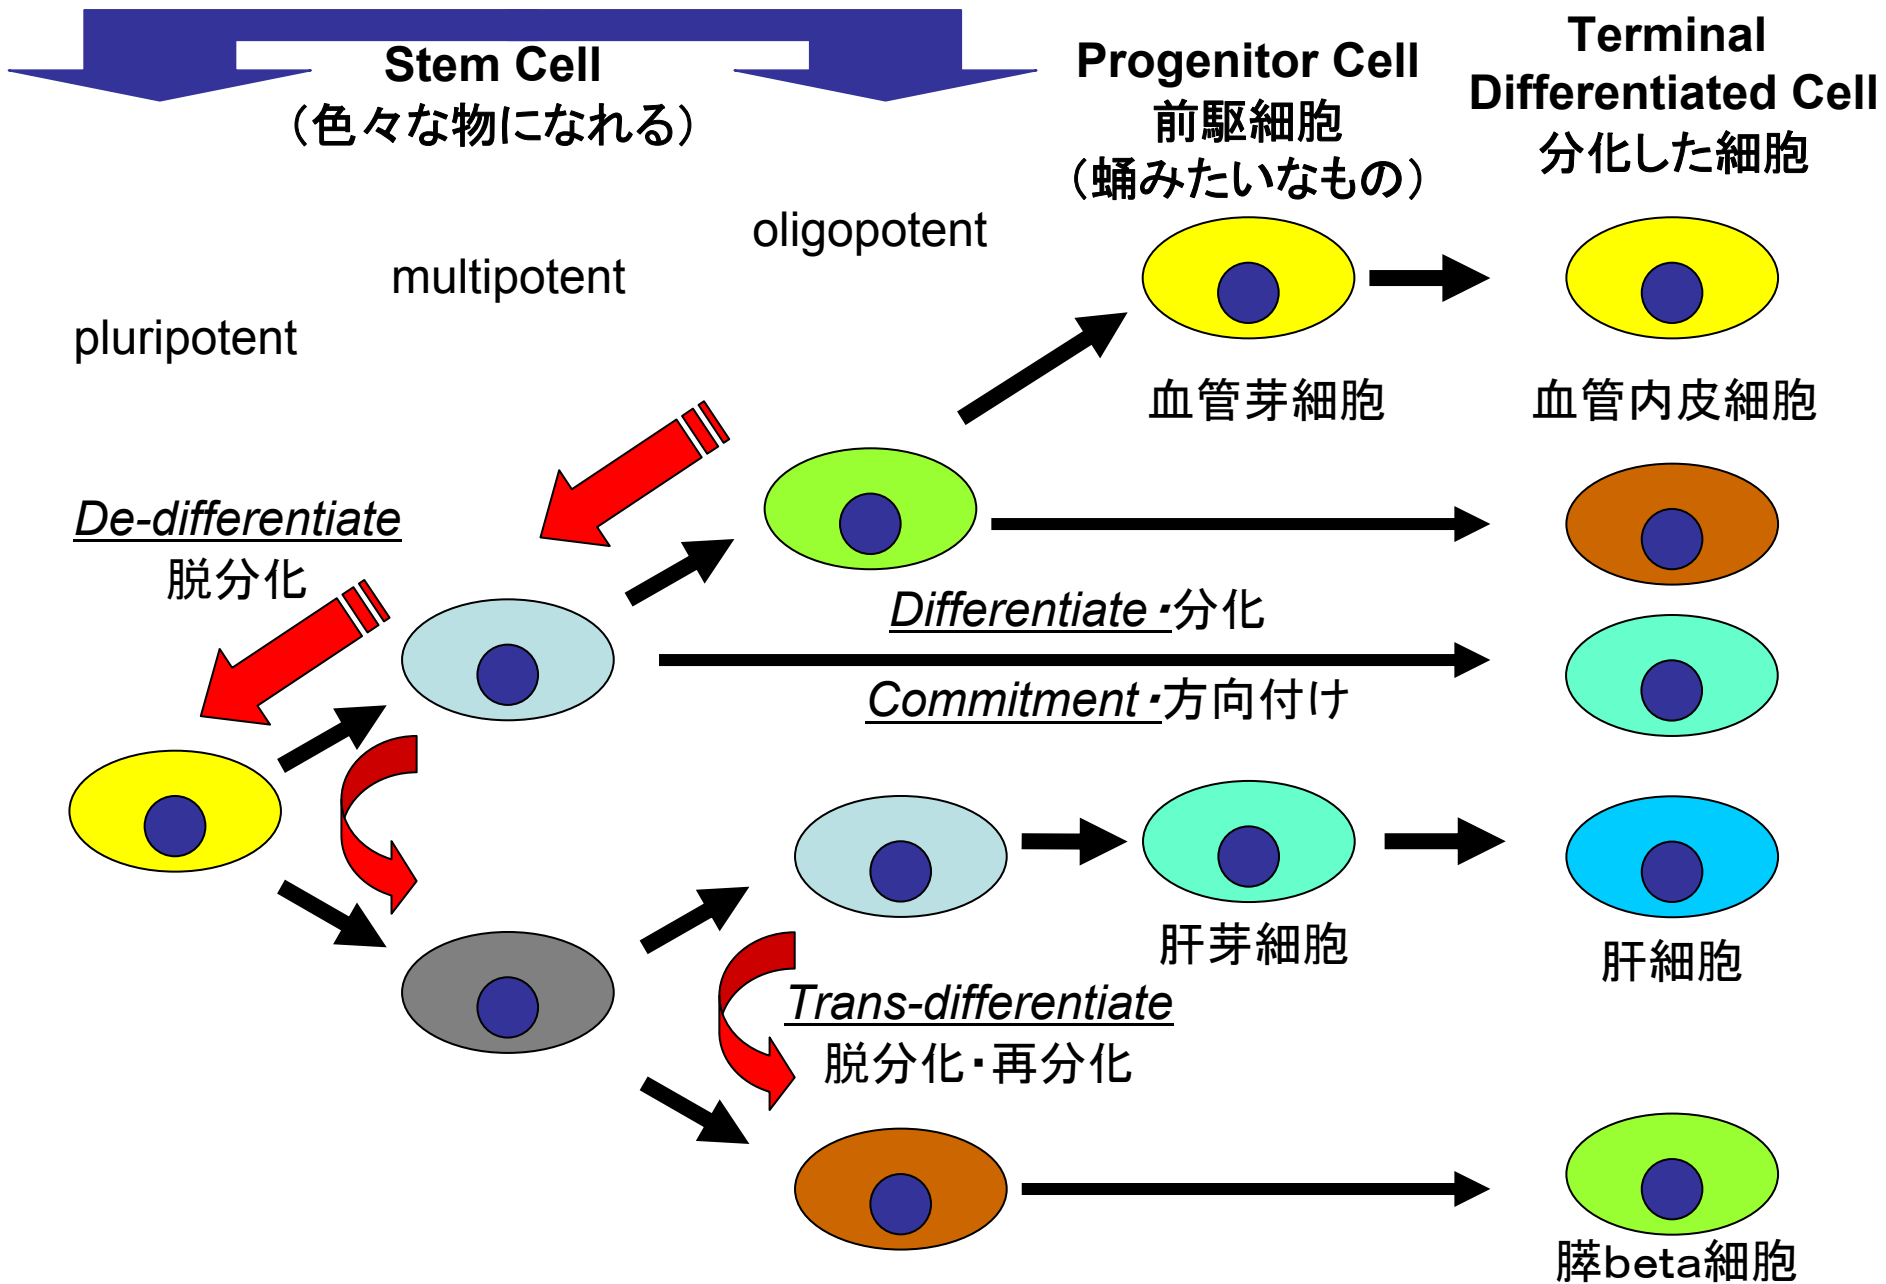 Stem Cell
（色々な物になれる）
Progenitor Cell
前駆細胞
（蛹みたいなもの）
Terminal
Differentiated Cell
分化した細胞
pluripotent
multipotent
oligopotent
血管芽細胞
血管内皮細胞
De-differentiate
脱分化
Differentiate・分化
Commitment・方向付け
肝芽細胞
肝細胞
Trans-differentiate
脱分化・再分化
膵beta細胞